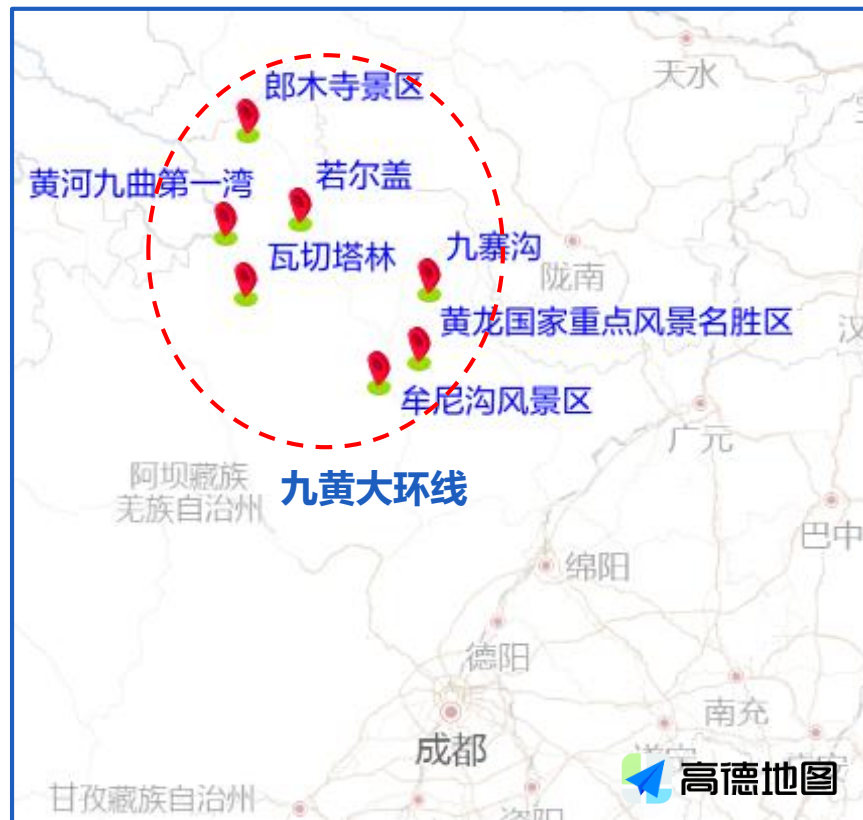 郎木寺景区
天水
若尔盖
黄河九曲第一湾
瓦切塔林
九寨沟
陇南
黄龙国家重点风景名胜区
汉
牟尼沟风景区
广元
阿坝藏族
羌族自治州
九黄大环线
巴中
绵阳
德阳
南充
成都
高德地图
甘孜藏族自治州